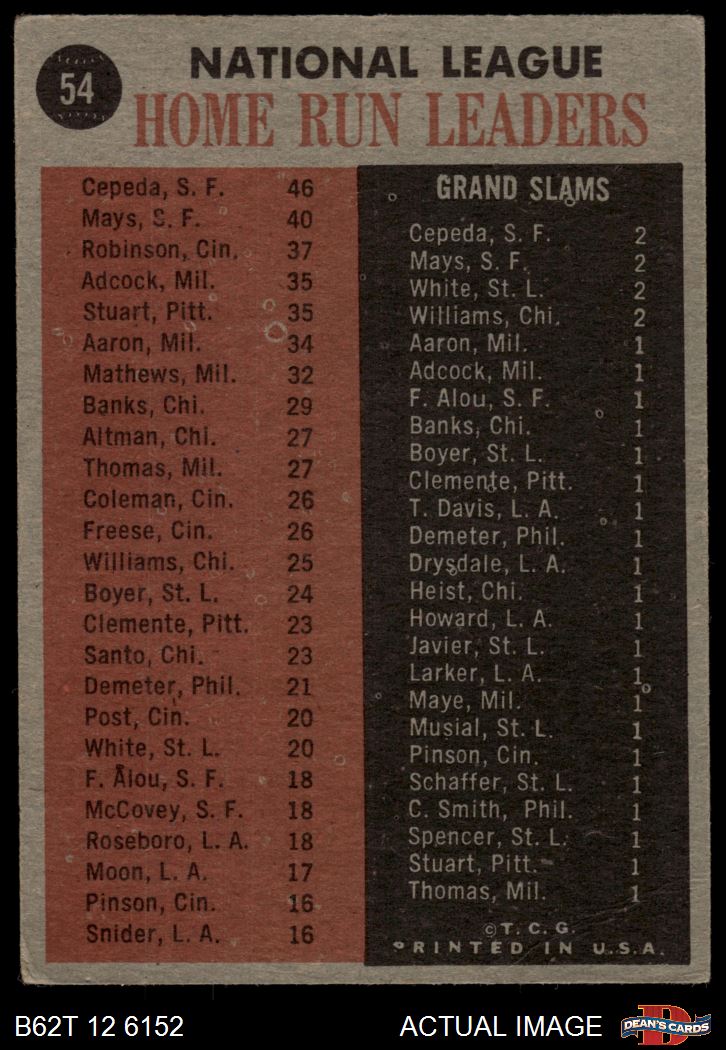 54
NATIONAL LEAGUE
HOME RUN LEADERS
Cepeda, S. F. 46
Mays, S. F. 40
Robinson, Cin. 37
Adcock, Mil. 35
Stuart, Pitt. 35
Aaron, Mil. 34
Mathews, Mil. 32
Banks, Chi. 29
Altman, Chi. 27
Thomas, Mil. 27
Coleman, Cin. 26
Freese, Cin. 26
Williams, Chi. 25
Boyer, St. L. 24
Clemente, Pitt. 23
Santo, Chi. 23
Demeter, Phil. 21
Post, Cin. 20
White, St. L. 20
F. Alou, S. F. 18
McCovey, S. F. 18
Roseboro, L. A. 18
Moon, L. A. 17
Pinson, Cin. 16
Snider, L. A. 16
GRAND SLAMS
Cepeda, S. F. 2
Mays, S. F. 2
White, St. L. 2
Williams, Chi. 2
Aaron, Mil. 1
Adcock, Mil. 1
F. Alou, S. F. 1
Banks, Chi. 1
Boyer, St. L. 1
Clemente, Pitt. 1
T. Davis, L. A. 1
Demeter, Phil. 1
Drysdale, L. A. 1
Heist, Chi. 1
Howard, L. A. 1
Javier, St. L. 1
Larker, L. A. 1
Maye, Mil. 1
Musial, St. L. 1
Pinson, Cin. 1
Schaffer, St. L. 1
C. Smith, Phil. 1
Spencer, St. L. 1
Stuart, Pitt. 1
Thomas, Mil. 1
© T. C. G.
PRINTED IN U.S.A.
B62T 12 6152
ACTUAL IMAGE
DEAN'S CARDS